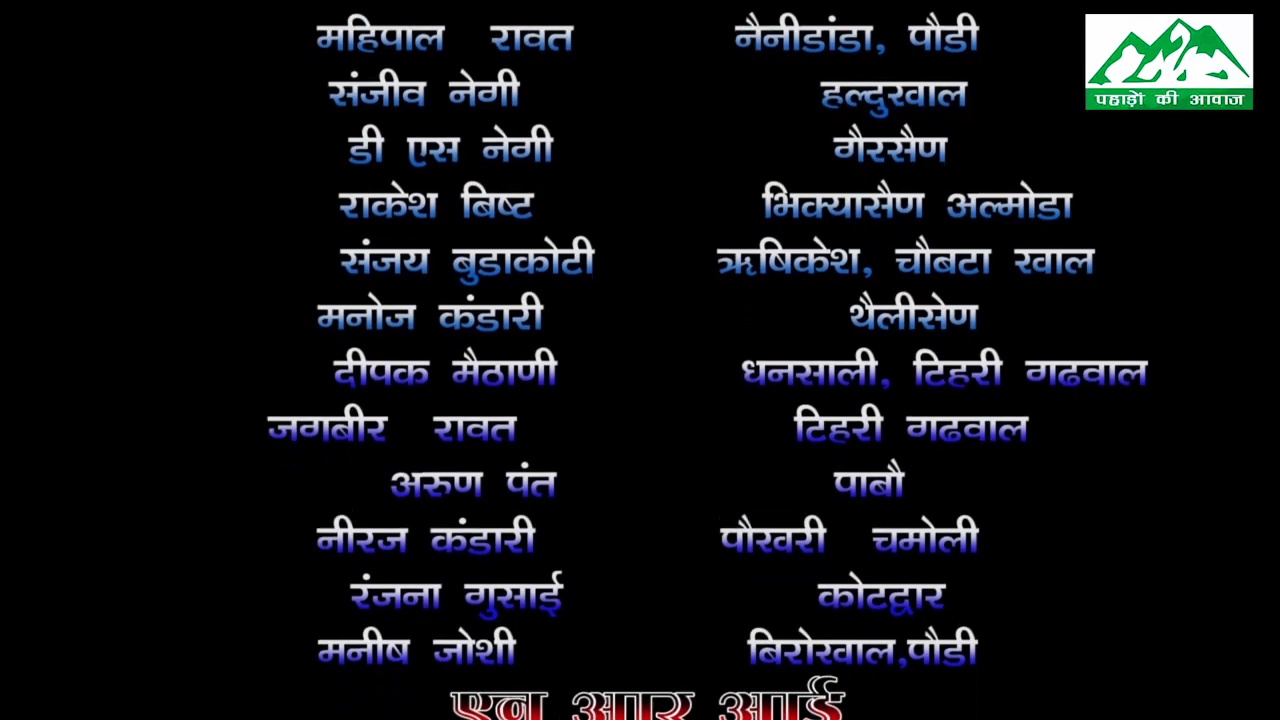 महिपाल रावत नैनीडांडा, पौडी
पहाड़ों की आवाज
संजीव नेगी हल्दुखाल
डी एस नेगी गैरसैण
राकेश बिष्ट भिक्यासैण अल्मोडा
संजय बुडाकोटी ऋषिकेश, चौबटा खाल
मनोज कंडारी थैलीसेण
दीपक मैठाणी धनसाली, टिहरी गढवाल
जगबीर रावत टिहरी गढवाल
अरुण पंत पाबौ
नीरज कंडारी पौखरी चमोली
रंजना गुसाई कोटद्वार
मनीष जोशी बिरोखाल,पौडी
एन आर आई